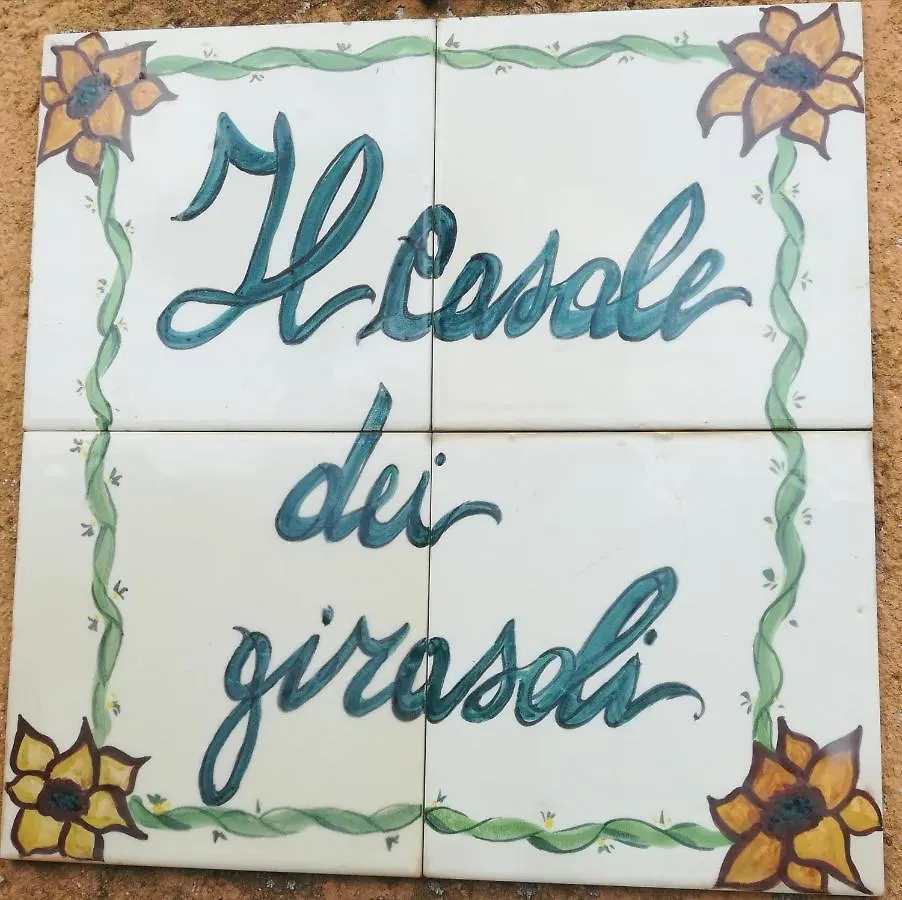 Il Casale
dei
girasoli